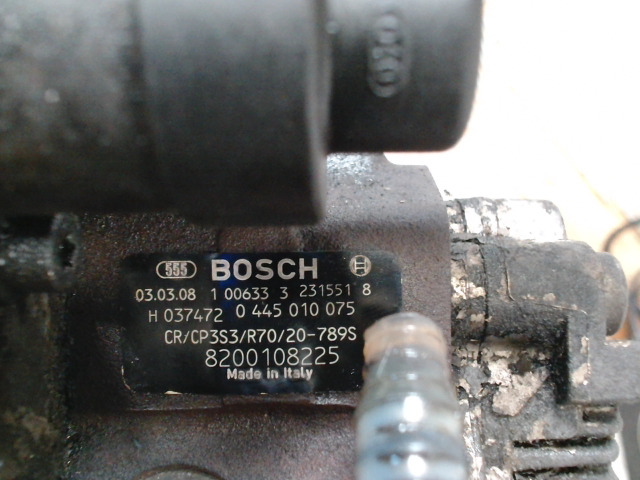 555 BOSCH
03.03.08 1 00633 3 231551 8
H 037472 0 445 010 075
CR/CP3S3/R70/20-789S
8200108225
Made in Italy